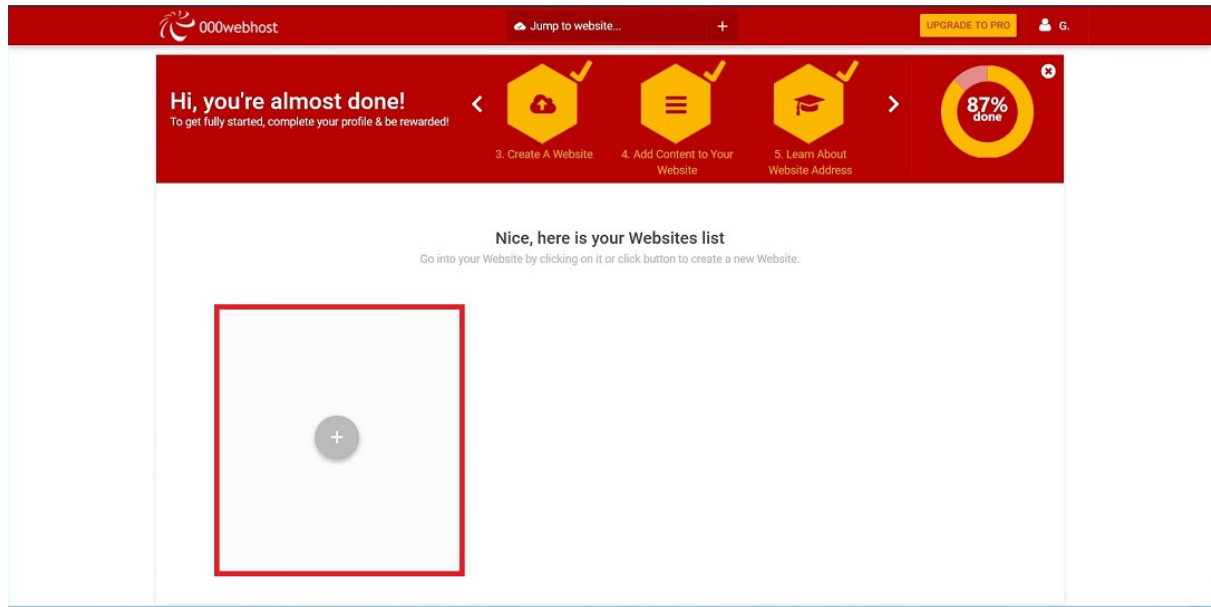 000webhost
Jump to website...
+
UPGRADE TO PRO
G.
Hi, you're almost done!
To get fully started, complete your profile & be rewarded!
3. Create A Website
4. Add Content to Your
Website
5. Learn About
Website Address
87%
done
Nice, here is your Websites list
Go into your Website by clicking on it or click button to create a new Website.
+